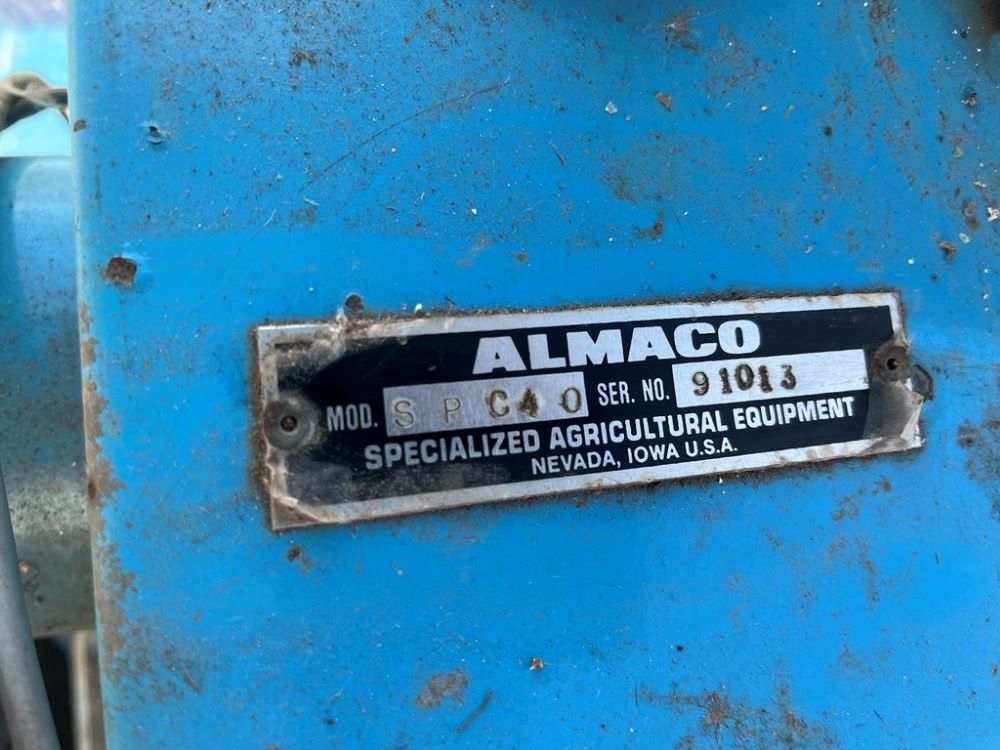 ALMACO
MOD. SPC40 SER. NO. 91013
SPECIALIZED AGRICULTURAL EQUIPMENT
NEVADA, IOWA U.S.A.